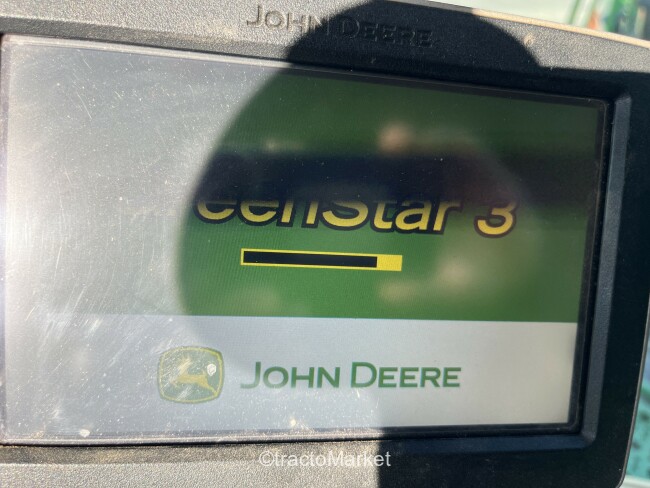 JOHN DEERE
eenStar 3
JOHN DEERE
©tractoMarket